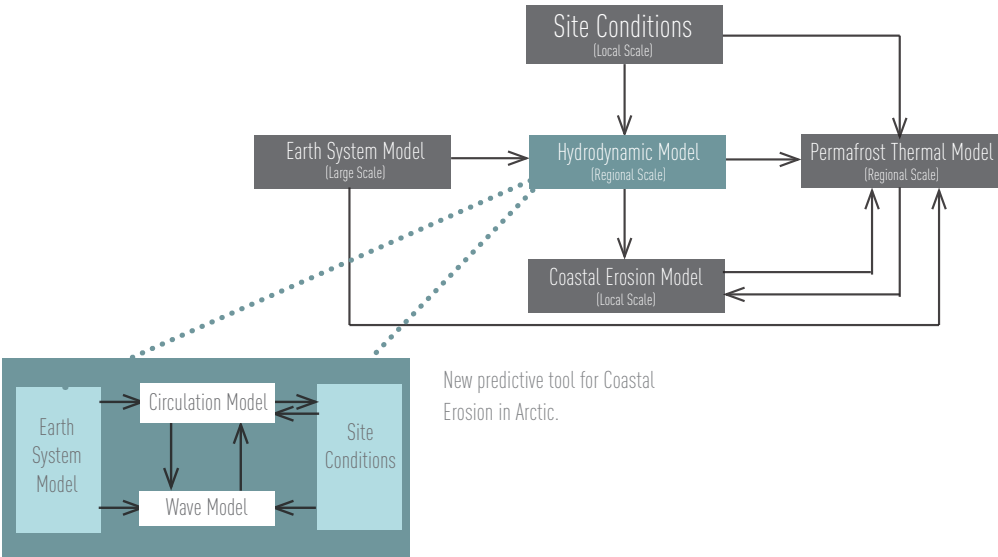 Site Conditions
(Local Scale)
Earth System Model
(Large Scale)
Hydrodynamic Model
(Regional Scale)
Permafrost Thermal Model
(Regional Scale)
Coastal Erosion Model
(Local Scale)
New predictive tool for Coastal
Erosion in Arctic.
Earth
System
Model
Circulation Model
Wave Model
Site
Conditions